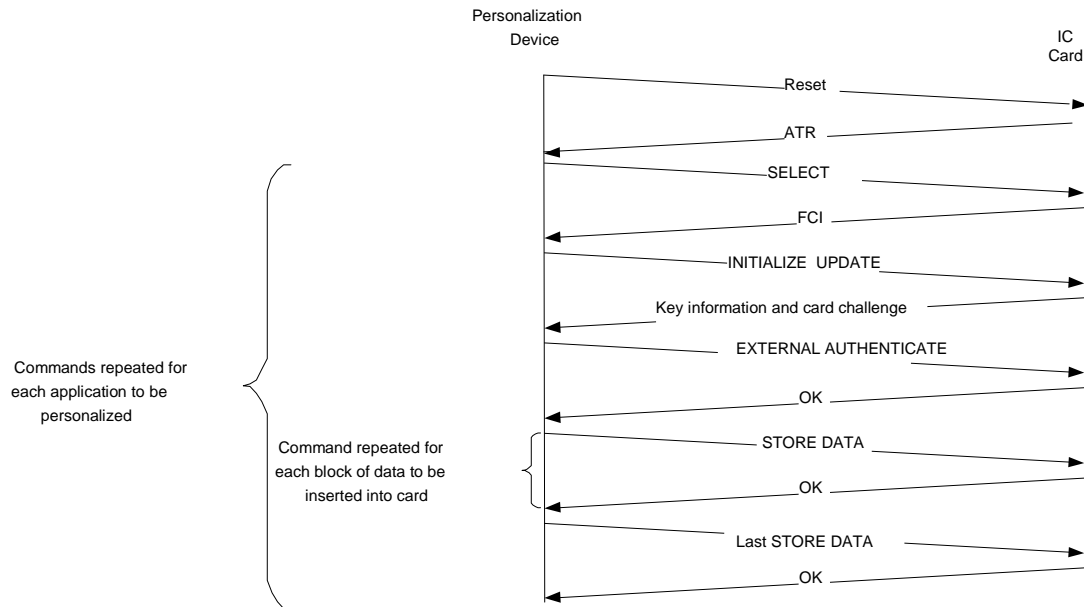 Personalization
Device
IC
Card
Reset
ATR
SELECT
FCI
INITIALIZE UPDATE
Key information and card challenge
EXTERNAL AUTHENTICATE
OK
Commands repeated for
each application to be
personalized
STORE DATA
Command repeated for
each block of data to be
inserted into card
OK
Last STORE DATA
OK